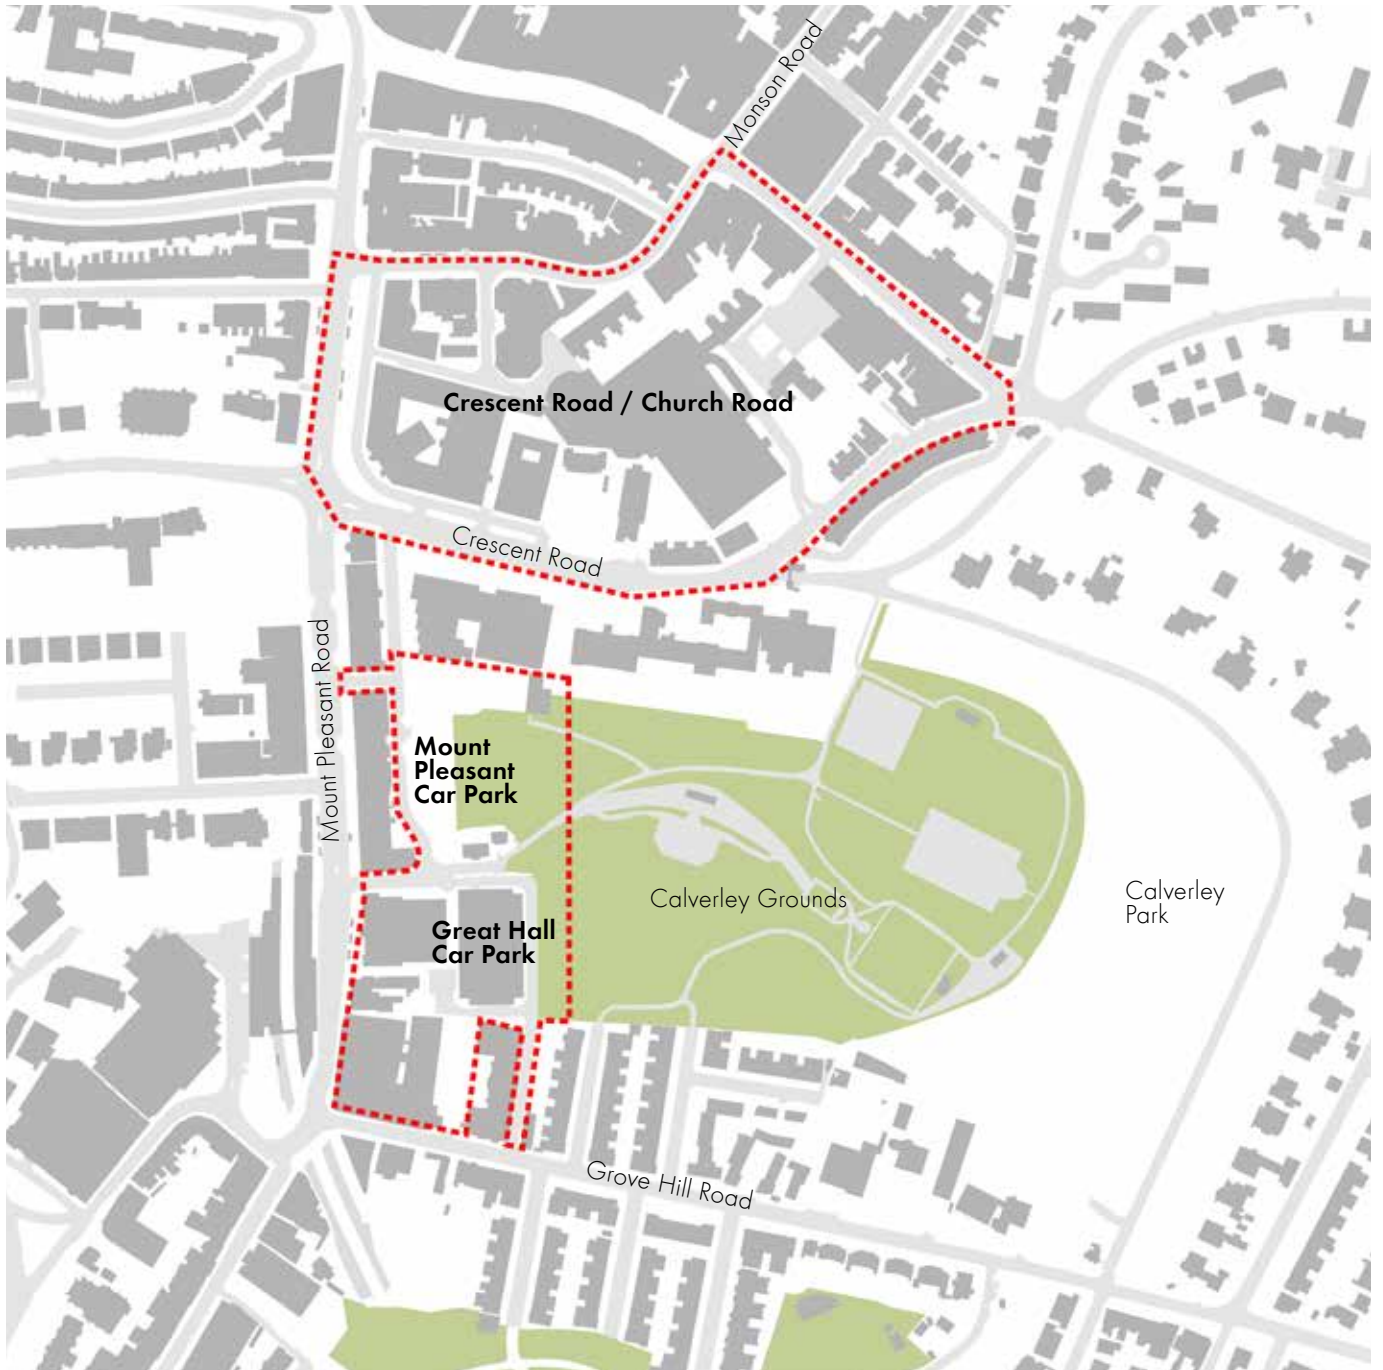 Monson Road
Crescent Road / Church Road
Crescent Road
Mount Pleasant Road
Mount
Pleasant
Car Park
Calverley Grounds
Calverley
Park
Great Hall
Car Park
Grove Hill Road